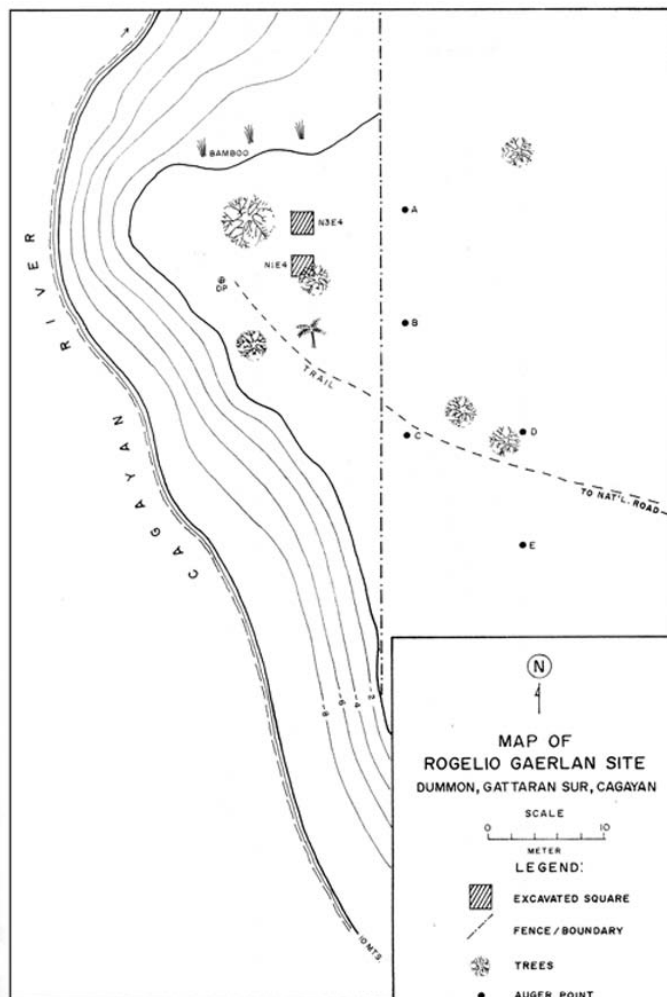 BAMBOO
N3E4
A
N1E4
DP
B
RIVER
TRAIL
D
C
CAGAYAN
TO NAT'L. ROAD
E
-8
-6
-4
-2
N
MAP OF
ROGELIO GAERLAN SITE
DUMMON, GATTARAN SUR, CAGAYAN
SCALE
0 10
METER
LEGEND:
EXCAVATED SQUARE
FENCE/BOUNDARY
TREES
10 MTS.
AUGER POINT